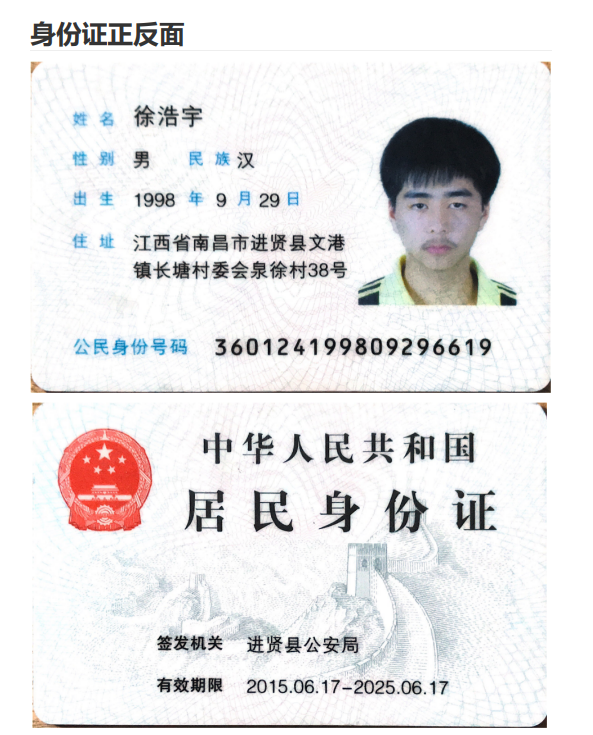 身份证正反面
姓名 徐浩宇
性别 男 民族 汉
出生 1998 年 9 月 29 日
住址 江西省南昌市进贤县文港
镇长塘村委会泉徐村38号
公民身份号码 360124199809296619
中华人民共和国
居民身份证
签发机关 进贤县公安局
有效期限 2015.06.17-2025.06.17